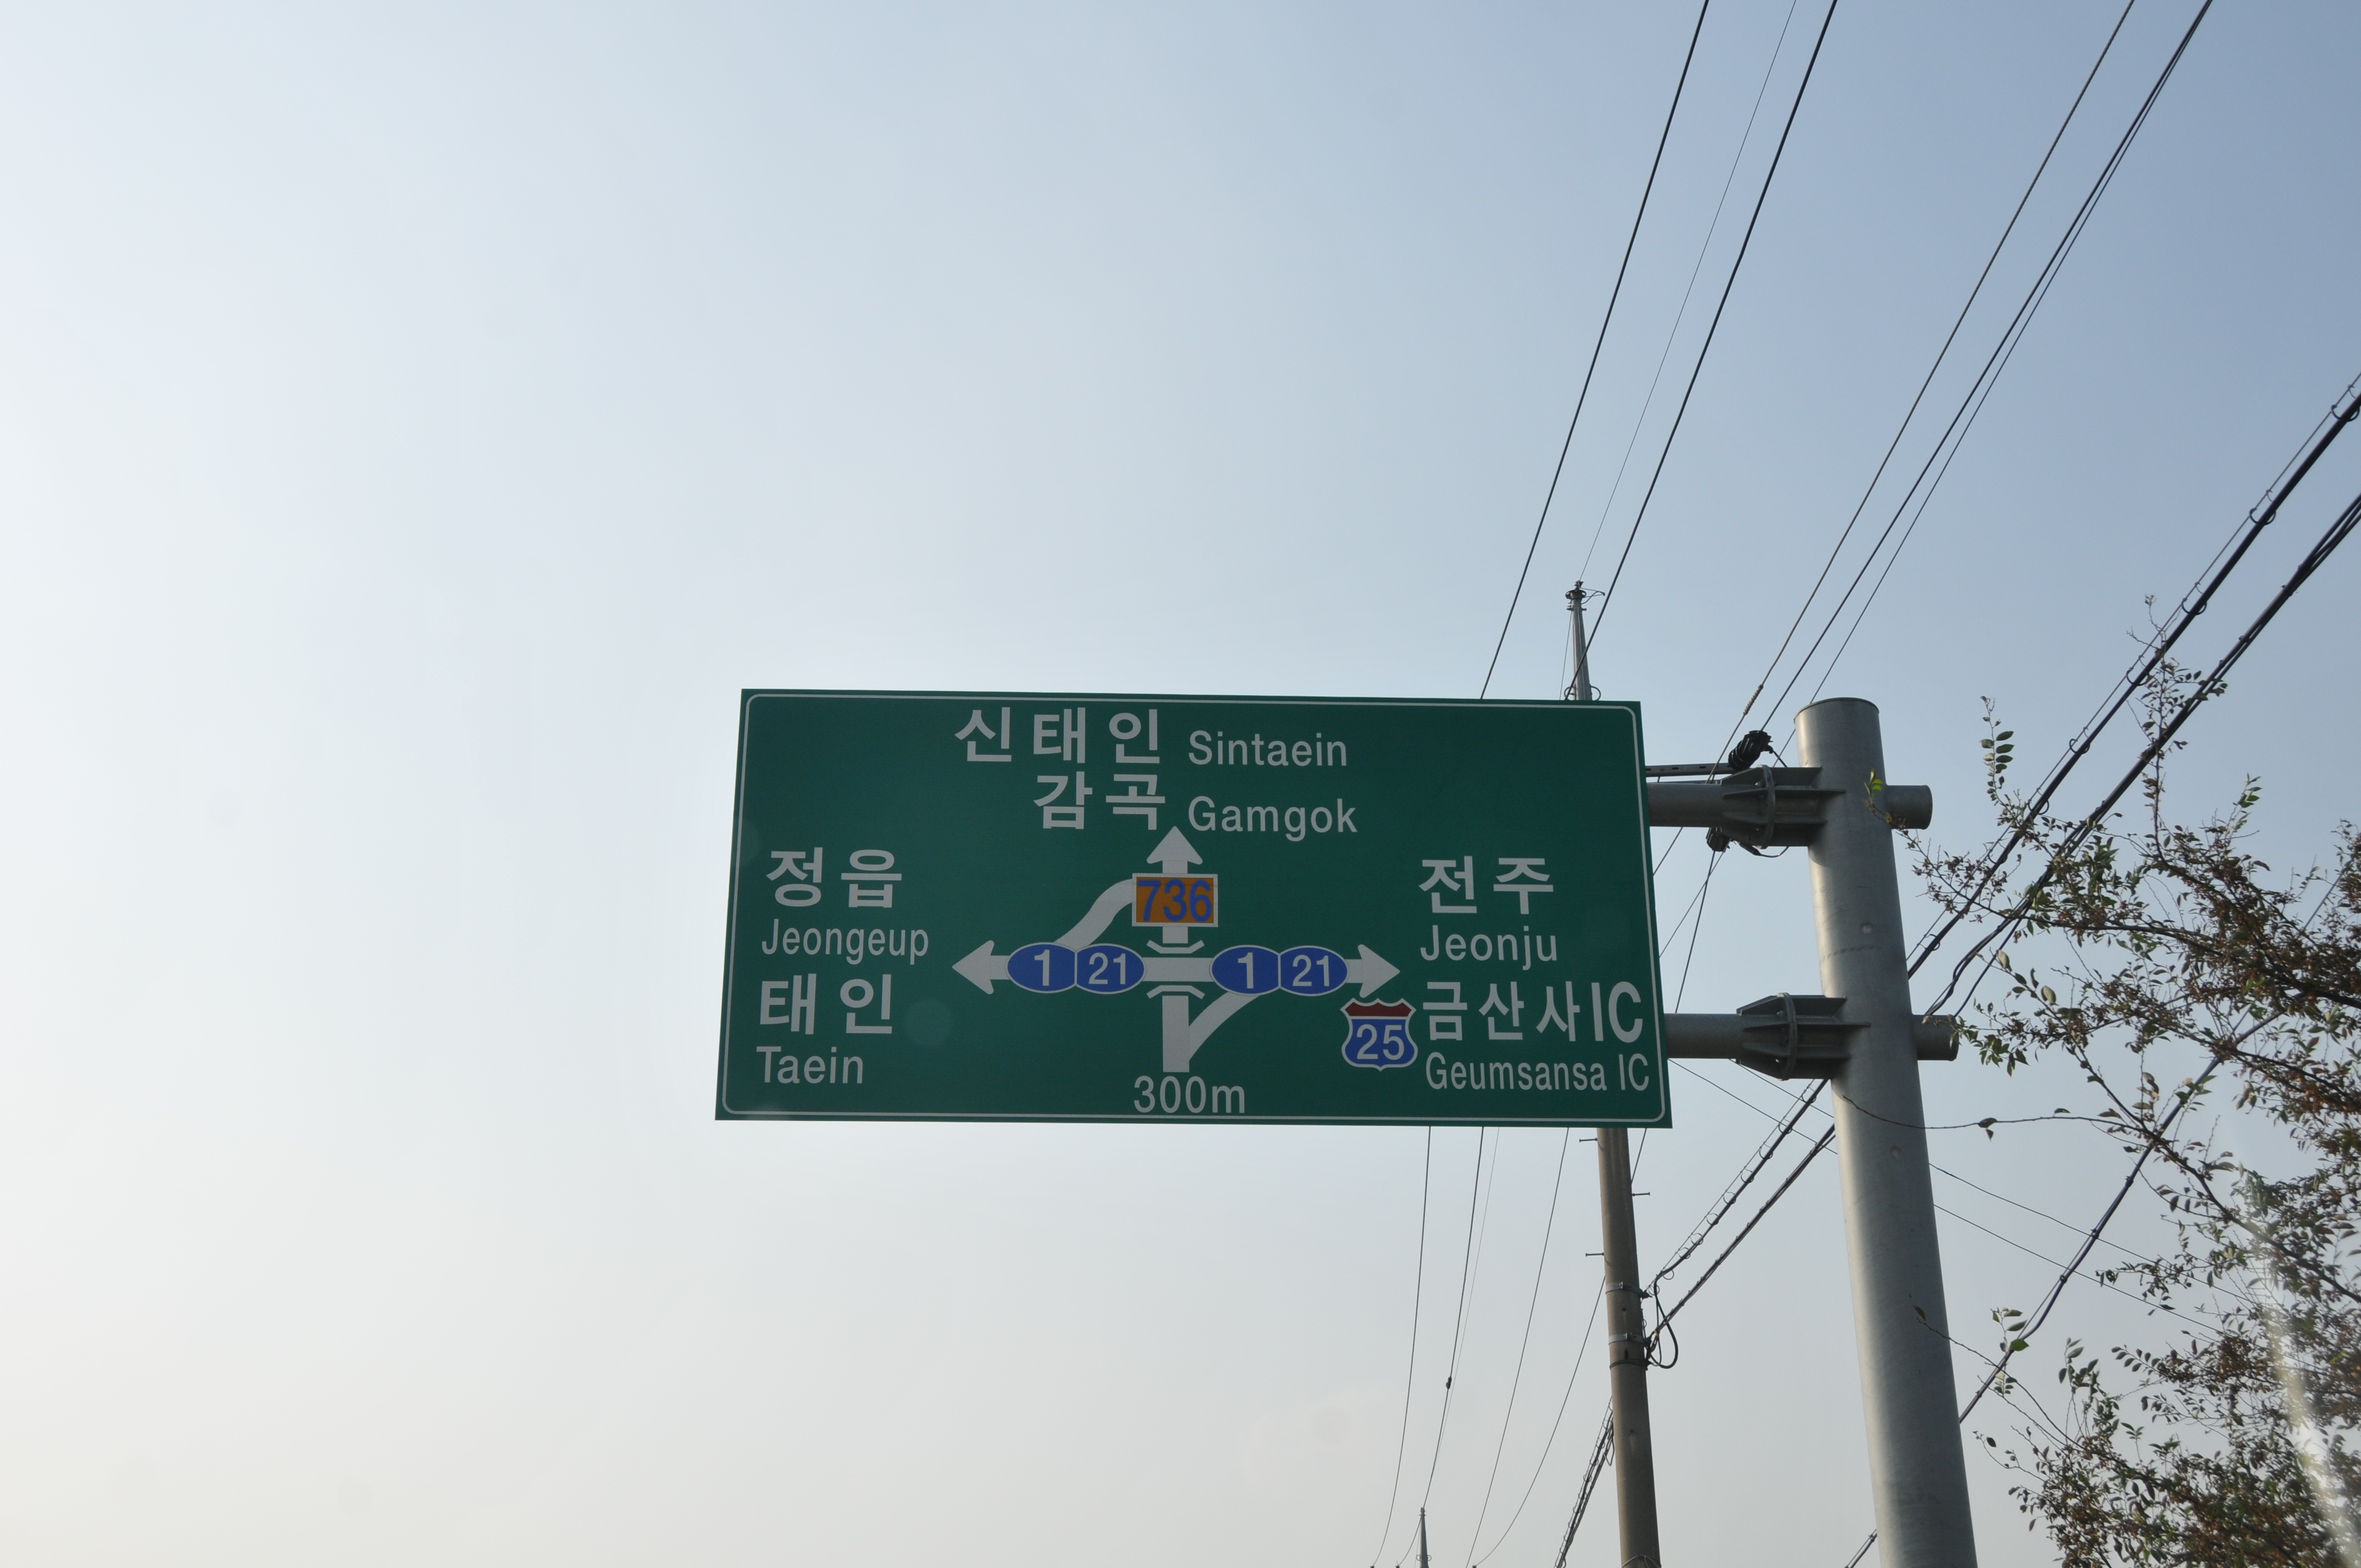 신태인 Sintaein
감곡 Gamgok
736
정읍
Jeongeup
태인
Taein
1 21
1 21
전주
Jeonju
25 금산사IC
Geumsansa IC
300m